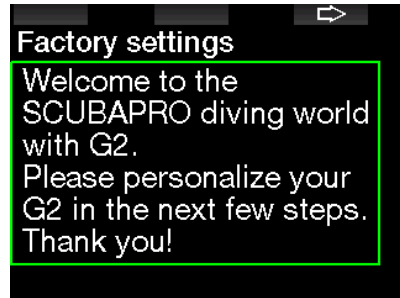 Factory settings
Welcome to the
SCUBAPRO diving world
with G2.
Please personalize your
G2 in the next few steps.
Thank you!